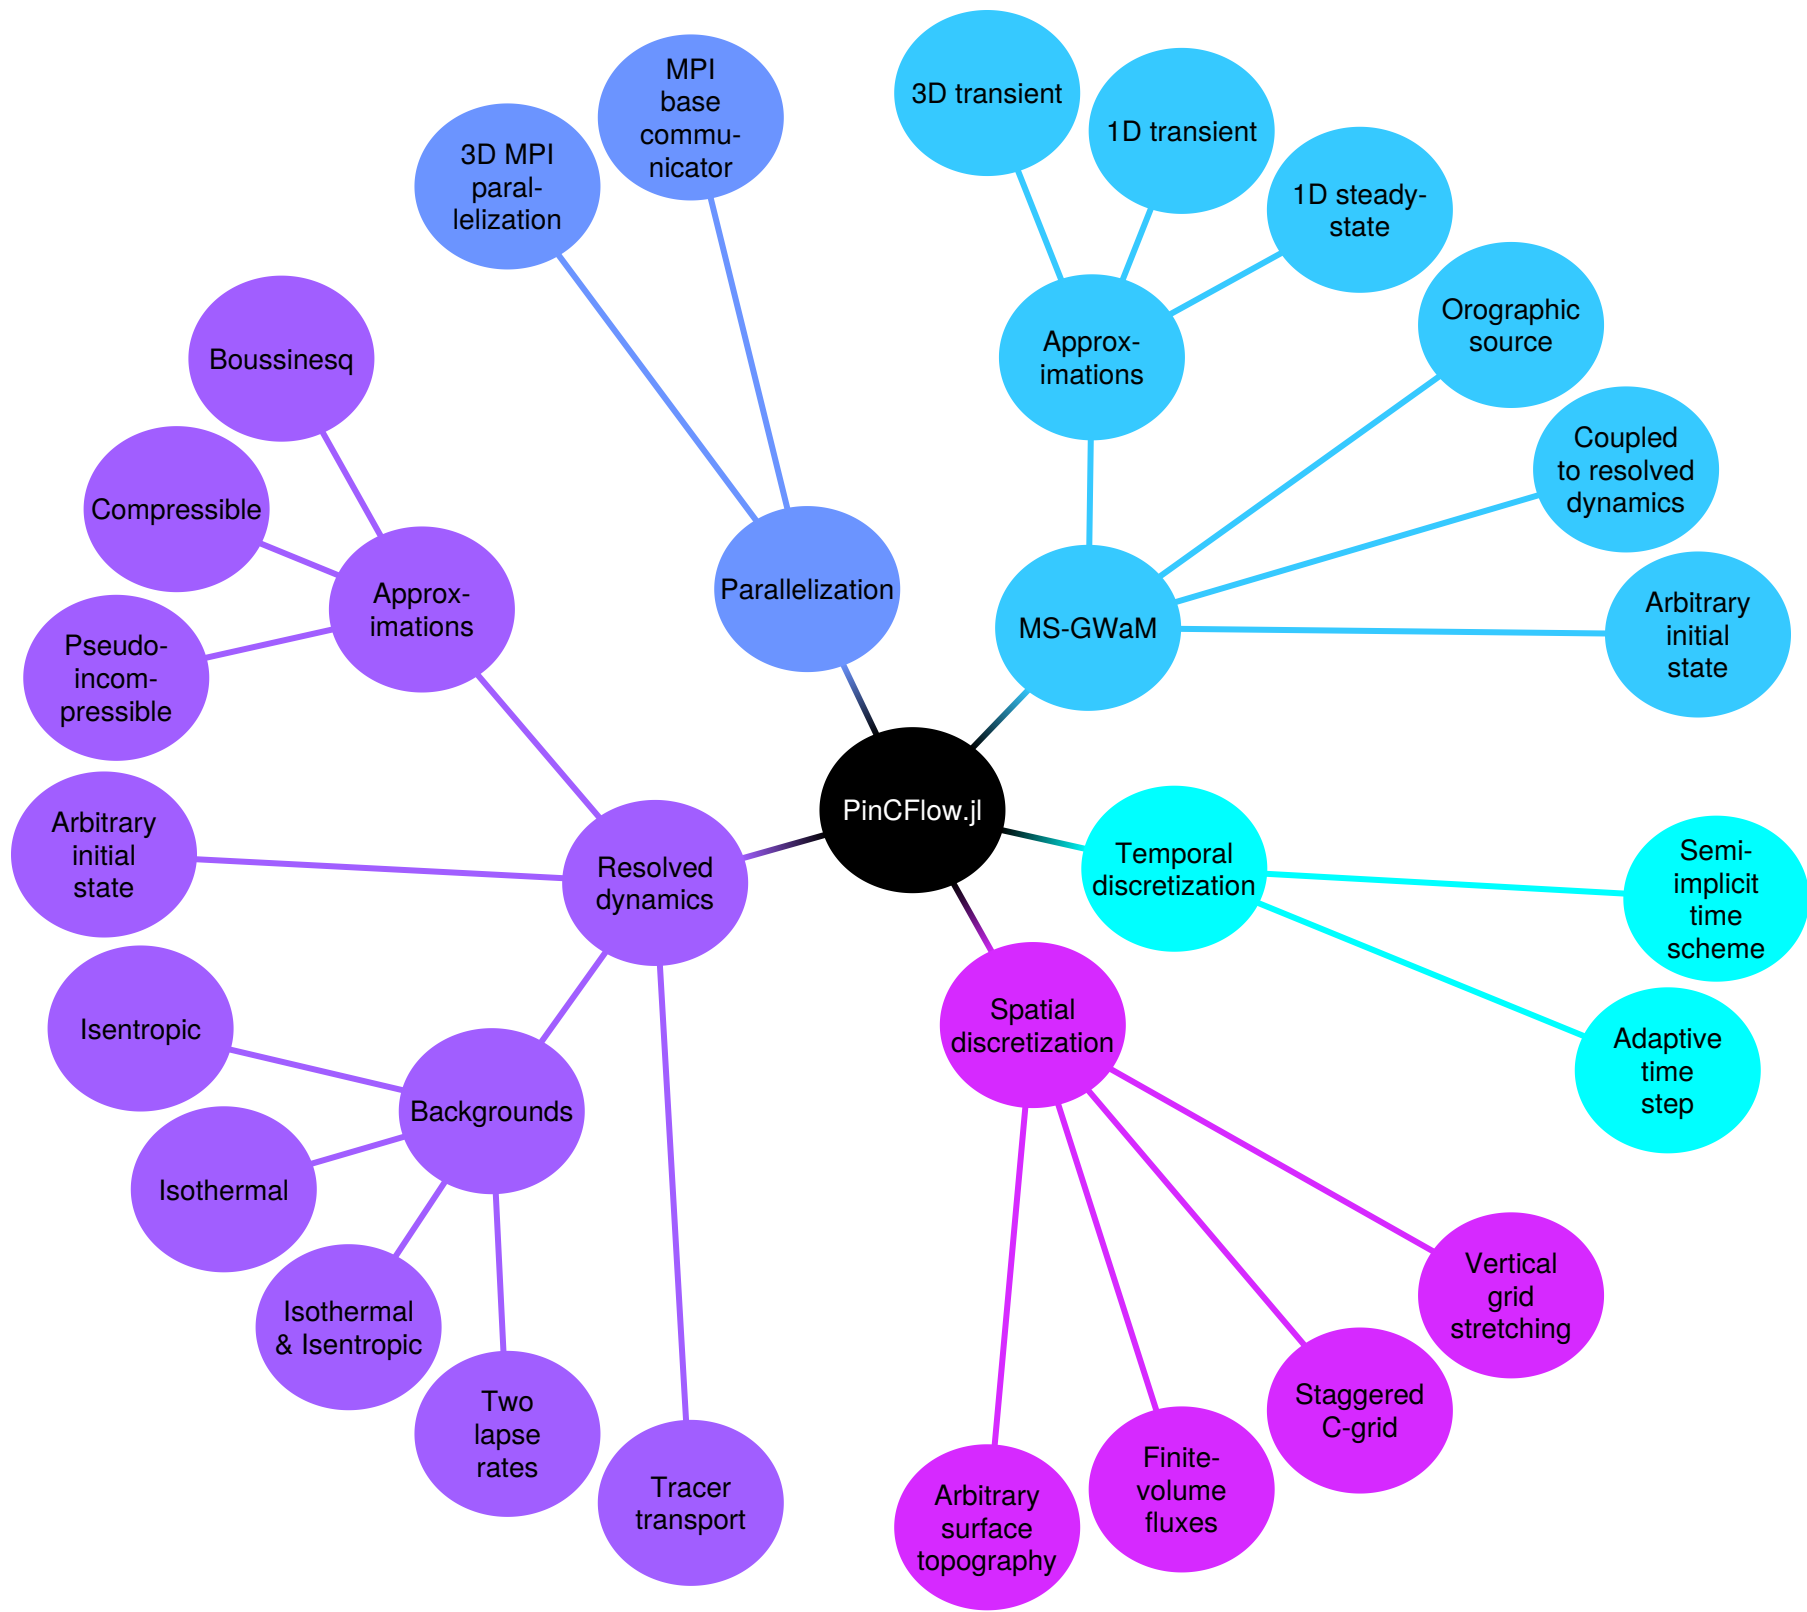 PinCFlow.jl
Parallelization
3D MPI
paral-
lelization
MPI
base
commu-
nicator
MS-GWaM
Approx-
imations
3D transient
1D transient
1D steady-
state
Orographic
source
Coupled
to resolved
dynamics
Arbitrary
initial
state
Temporal
discretization
Semi-
implicit
time
scheme
Adaptive
time
step
Spatial
discretization
Vertical
grid
stretching
Staggered
C-grid
Finite-
volume
fluxes
Arbitrary
surface
topography
Resolved
dynamics
Approx-
imations
Boussinesq
Compressible
Pseudo-
incom-
pressible
Arbitrary
initial
state
Backgrounds
Isentropic
Isothermal
Isothermal
& Isentropic
Two
lapse
rates
Tracer
transport